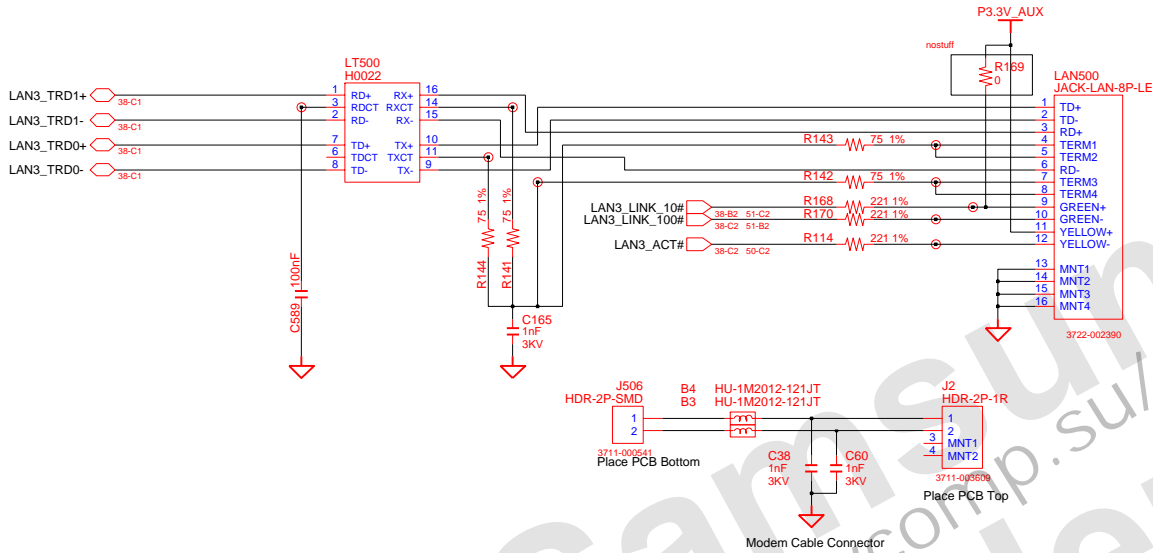 P3.3V_AUX
nostuff
R169
0
LT500
H0022
LAN500
JACK-LAN-8P-LE
LAN3_TRD1+
38-C1
1 RD+ RX+ 16
3 RDCT RXCT 14
LAN3_TRD1-
38-C1
2 RD- RX- 15
LAN3_TRD0+
38-C1
7 TD+ TX+ 10
6 TDCT TXCT 11
LAN3_TRD0-
38-C1
8 TD- TX- 9
1 TD+
2 TD-
3 RD+
R143 75 1% 4 TERM1
5 TERM2
6 RD-
R142 75 1% 7 TERM3
8 TERM4
LAN3_LINK_10# 38-B2 51-C2 R168 221 1% 9 GREEN+
LAN3_LINK_100# 38-C2 51-B2 R170 221 1% 10 GREEN-
11 YELLOW+
LAN3_ACT# 38-C2 50-C2 R114 221 1% 12 YELLOW-
13 MNT1
14 MNT2
15 MNT3
16 MNT4
3722-002390
75 1%
R144
75 1%
R141
100nF
C589
C165
1nF
3KV
J506
HDR-2P-SMD
1
2
3711-000541
Place PCB Bottom
B4 HU-1M2012-121JT
B3 HU-1M2012-121JT
C38
1nF
3KV
C60
1nF
3KV
J2
HDR-2P-1R
1
2
3 MNT1
4 MNT2
3711-003609
Place PCB Top
Modem Cable Connector
Samsun
comp.su/